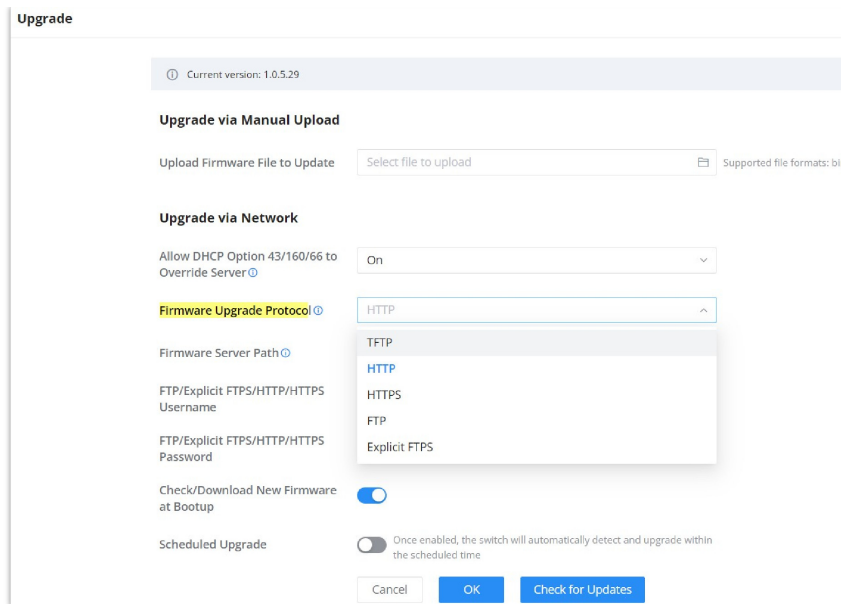 Upgrade
Current version: 1.0.5.29
Upgrade via Manual Upload
Upload Firmware File to Update
Select file to upload
Supported file formats: bi
Upgrade via Network
Allow DHCP Option 43/160/66 to
Override Server
On
Firmware Upgrade Protocol
HTTP
TFTP
Firmware Server Path
HTTP
HTTPS
FTP/Explicit FTPS/HTTP/HTTPS
Username
FTP
FTP/Explicit FTPS/HTTP/HTTPS
Password
Explicit FTPS
Check/Download New Firmware
at Bootup
Scheduled Upgrade
Once enabled, the switch will automatically detect and upgrade within
the scheduled time
Cancel
OK
Check for Updates